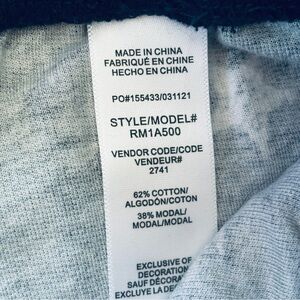 MADE IN CHINA
FABRIQUÉ EN CHINE
HECHO EN CHINA
PO#155433/031121
STYLE/MODEL#
RM1A500
VENDOR CODE/CODE
VENDEUR#
2741
62% COTTON/
ALGODÓN/COTON
38% MODAL/
MODAL/MODAL
EXCLUSIVE OF
DECORATION
SAUF DÉCORA
EXCLUYE LA DE